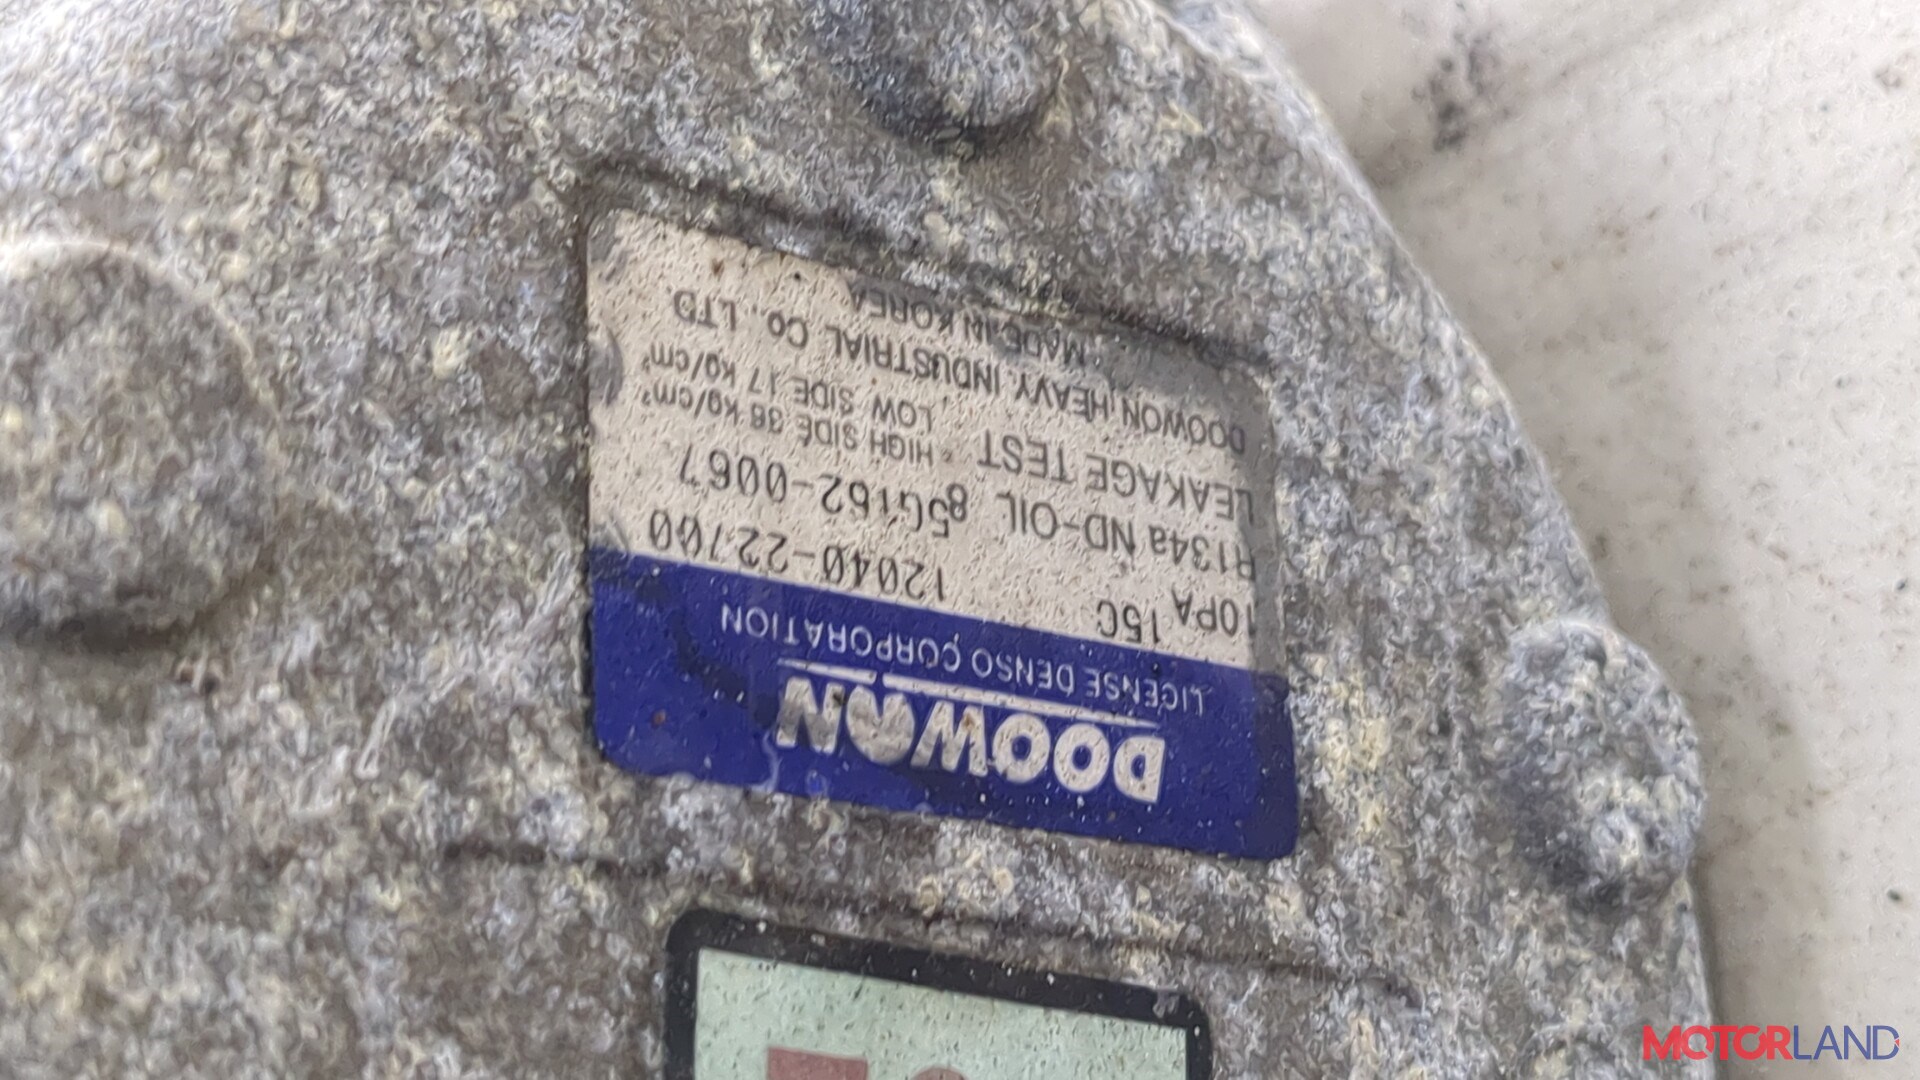 DOOWON
LICENSE DENSO CORPORATION
10PA 15C 12040-22700
R134a ND-OIL 8 5G162-0067
LEAKAGE TEST HIGH SIDE 36 kg/cm²
LOW SIDE 17 kg/cm²
DOOWON HEAVY INDUSTRIAL Co. LTD
MADE IN KOREA
MOTORLAND